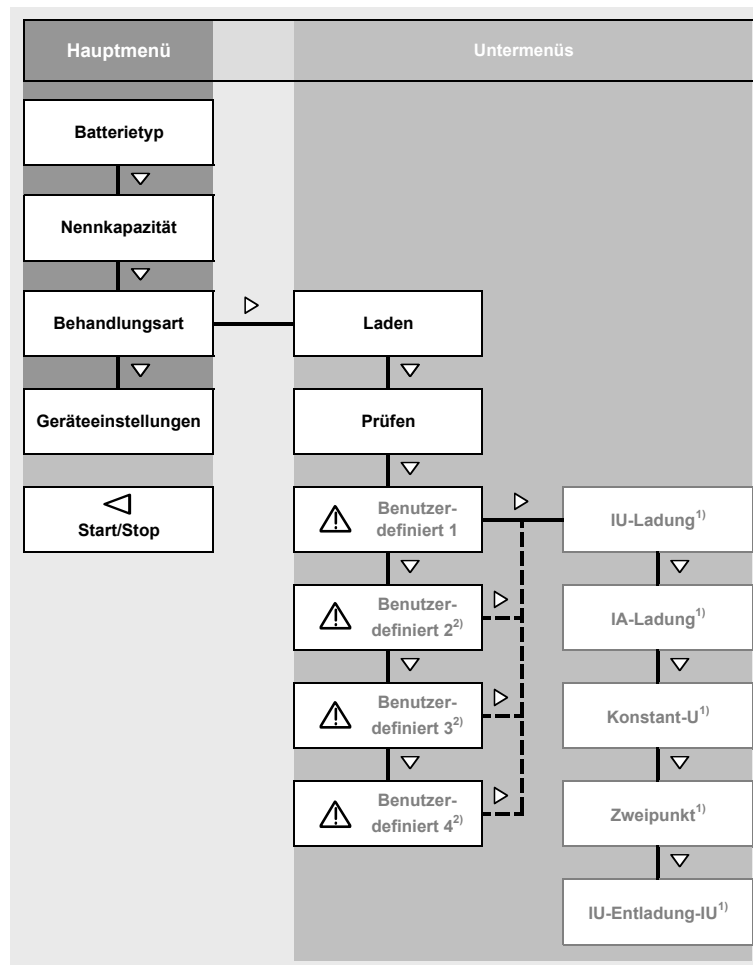 Hauptmenü
Untermenüs
Batterietyp
Nennkapazität
Behandlungsart
Laden
Geräteeinstellungen
Prüfen
Start/Stop
Benutzer-
definiert 1
IU-Ladung1)
Benutzer-
definiert 22)
IA-Ladung1)
Benutzer-
definiert 32)
Konstant-U1)
Benutzer-
definiert 42)
Zweipunkt1)
IU-Entladung-IU1)